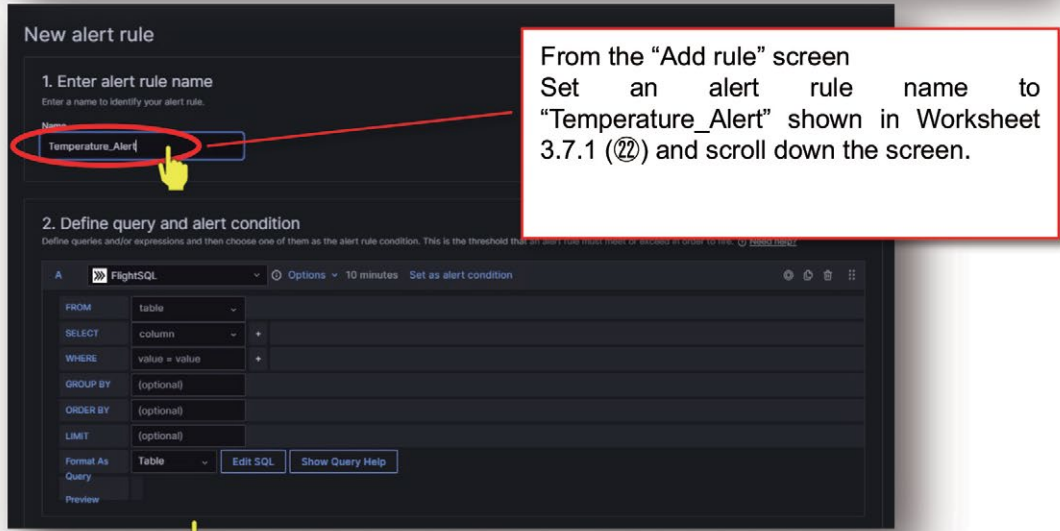 New alert rule
From the “Add rule” screen
Set an alert rule name to
“Temperature_Alert” shown in Worksheet
3.7.1 (㉒) and scroll down the screen.
1. Enter alert rule name
Enter a name to identify your alert rule.
Name
Temperature_Alert
2. Define query and alert condition
Define queries and/or expressions and then choose one of them as the alert rule condition. This is the threshold that an alert rule must meet or exceed in order to fire. Need help?
A FlightSQL Options 10 minutes Set as alert condition
FROM table
SELECT column +
WHERE value = value +
GROUP BY (optional)
ORDER BY (optional)
LIMIT (optional)
Format As Table Edit SQL Show Query Help
Query
Preview